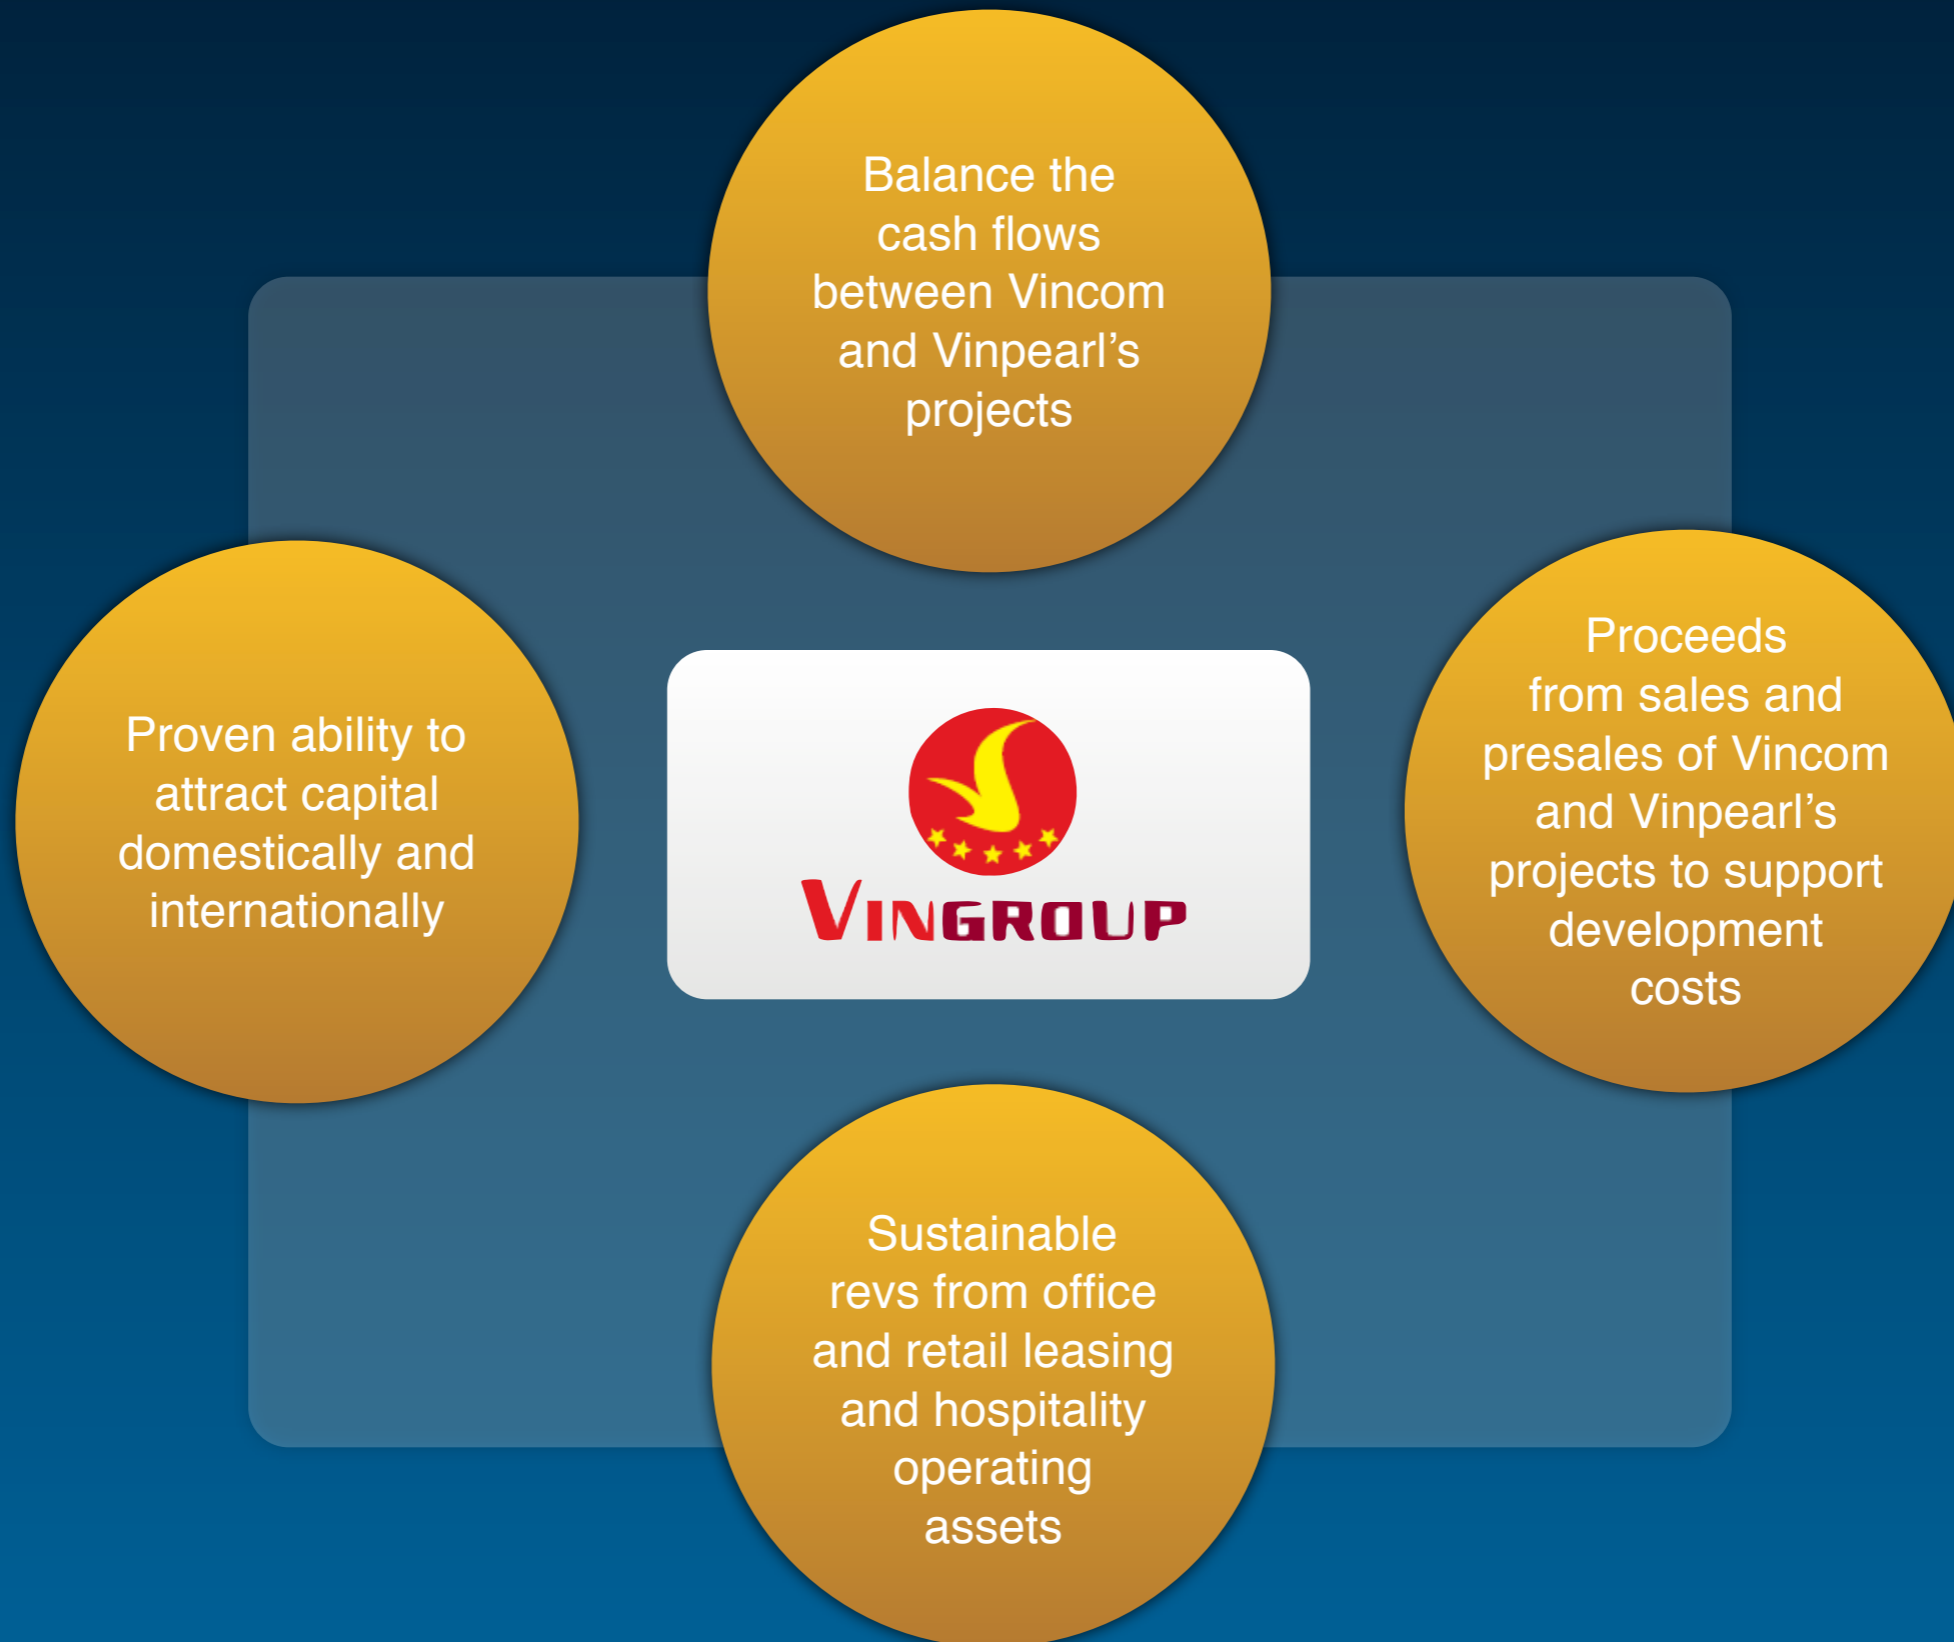 Balance the
cash flows
between Vincom
and Vinpearl’s
projects
Proven ability to
attract capital
domestically and
internationally
VINGROUP
Proceeds
from sales and
presales of Vincom
and Vinpearl’s
projects to support
development
costs
Sustainable
revs from office
and retail leasing
and hospitality
operating
assets